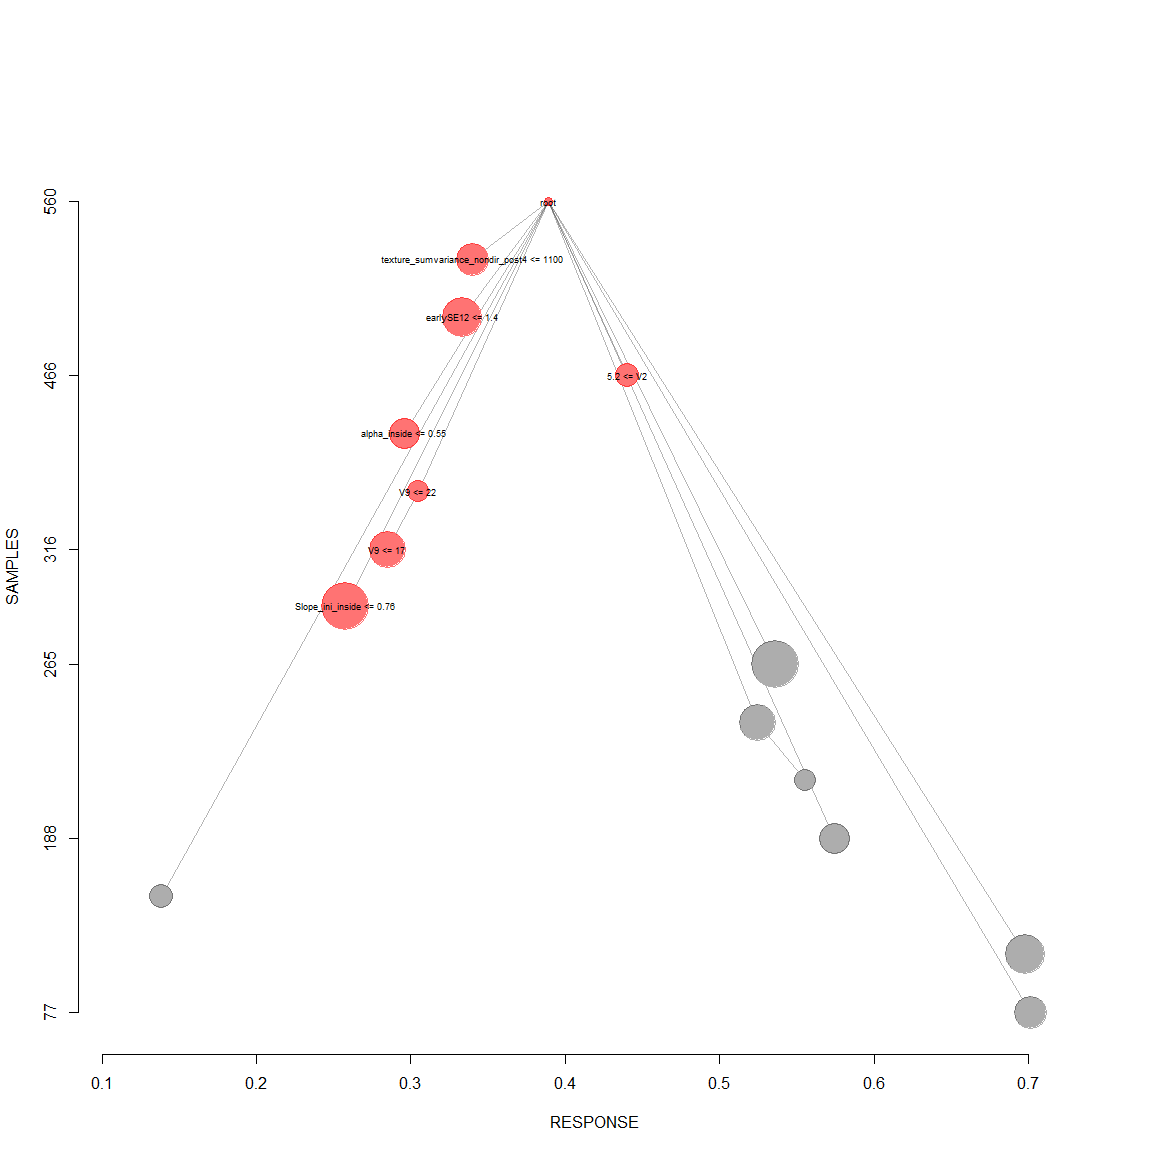 560
root
texture_sumvariance_nondir_post4 <= 1100
earlySE12 <= 1.4
466
5.2 <= V2
alpha_inside <= 0.55
V9 <= 22
316
V9 <= 17
SAMPLES
Slope_ini_inside <= 0.76
265
188
77
0.1 0.2 0.3 0.4 0.5 0.6 0.7
RESPONSE